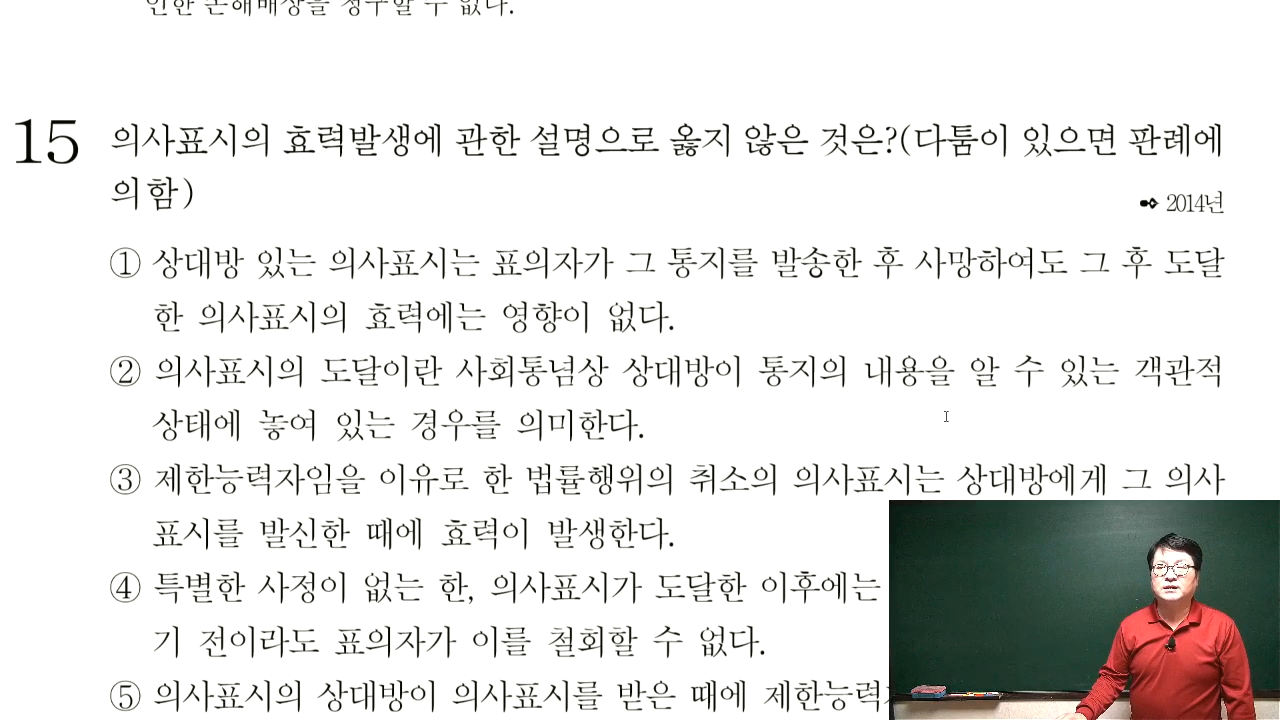 인한 손해배상을 청구할 수 없다.
15 의사표시의 효력발생에 관한 설명으로 옳지 않은 것은?(다툼이 있으면 판례에
의함)
2014년
① 상대방 있는 의사표시는 표의자가 그 통지를 발송한 후 사망하여도 그 후 도달
한 의사표시의 효력에는 영향이 없다.
② 의사표시의 도달이란 사회통념상 상대방이 통지의 내용을 알 수 있는 객관적
상태에 놓여 있는 경우를 의미한다.
③ 제한능력자임을 이유로 한 법률행위의 취소의 의사표시는 상대방에게 그 의사
표시를 발신한 때에 효력이 발생한다.
④ 특별한 사정이 없는 한, 의사표시가 도달한 이후에는
기 전이라도 표의자가 이를 철회할 수 없다.
⑤ 의사표시의 상대방이 의사표시를 받은 때에 제한능력